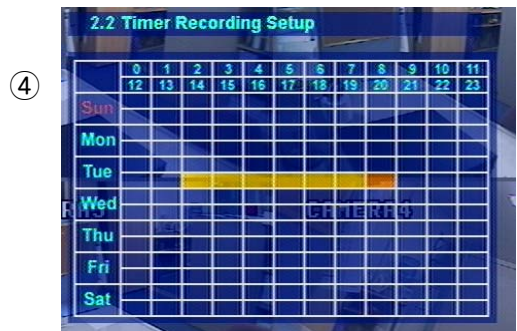 ④
2.2 Timer Recording Setup
0 1 2 3 4 5 6 7 8 9 10 11
12 13 14 15 16 17 18 19 20 21 22 23
Sun
Mon
Tue
Wed
RA3 CAMERA4
Thu
Fri
Sat